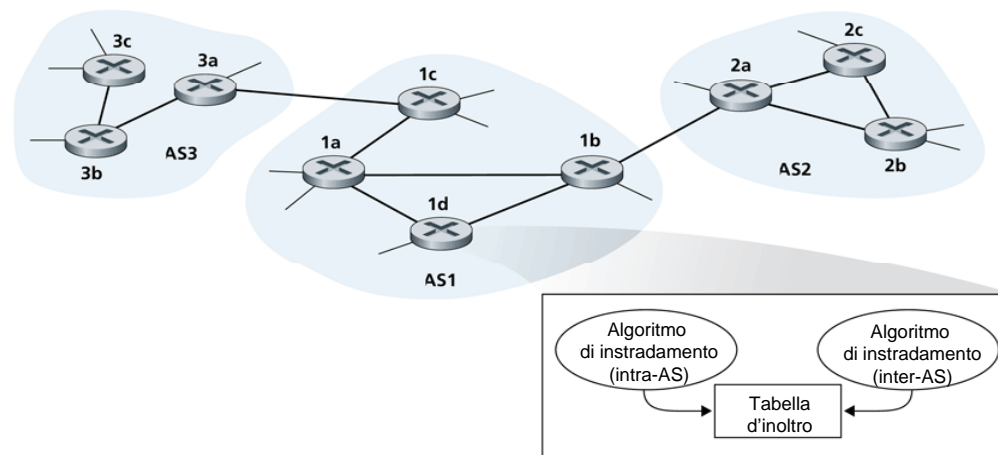 3c
3a
3b
AS3
1c
1a
1b
1d
AS1
2c
2a
2b
AS2
Algoritmo
di instradamento
(intra-AS)
Algoritmo
di instradamento
(inter-AS)
Tabella
d'inoltro